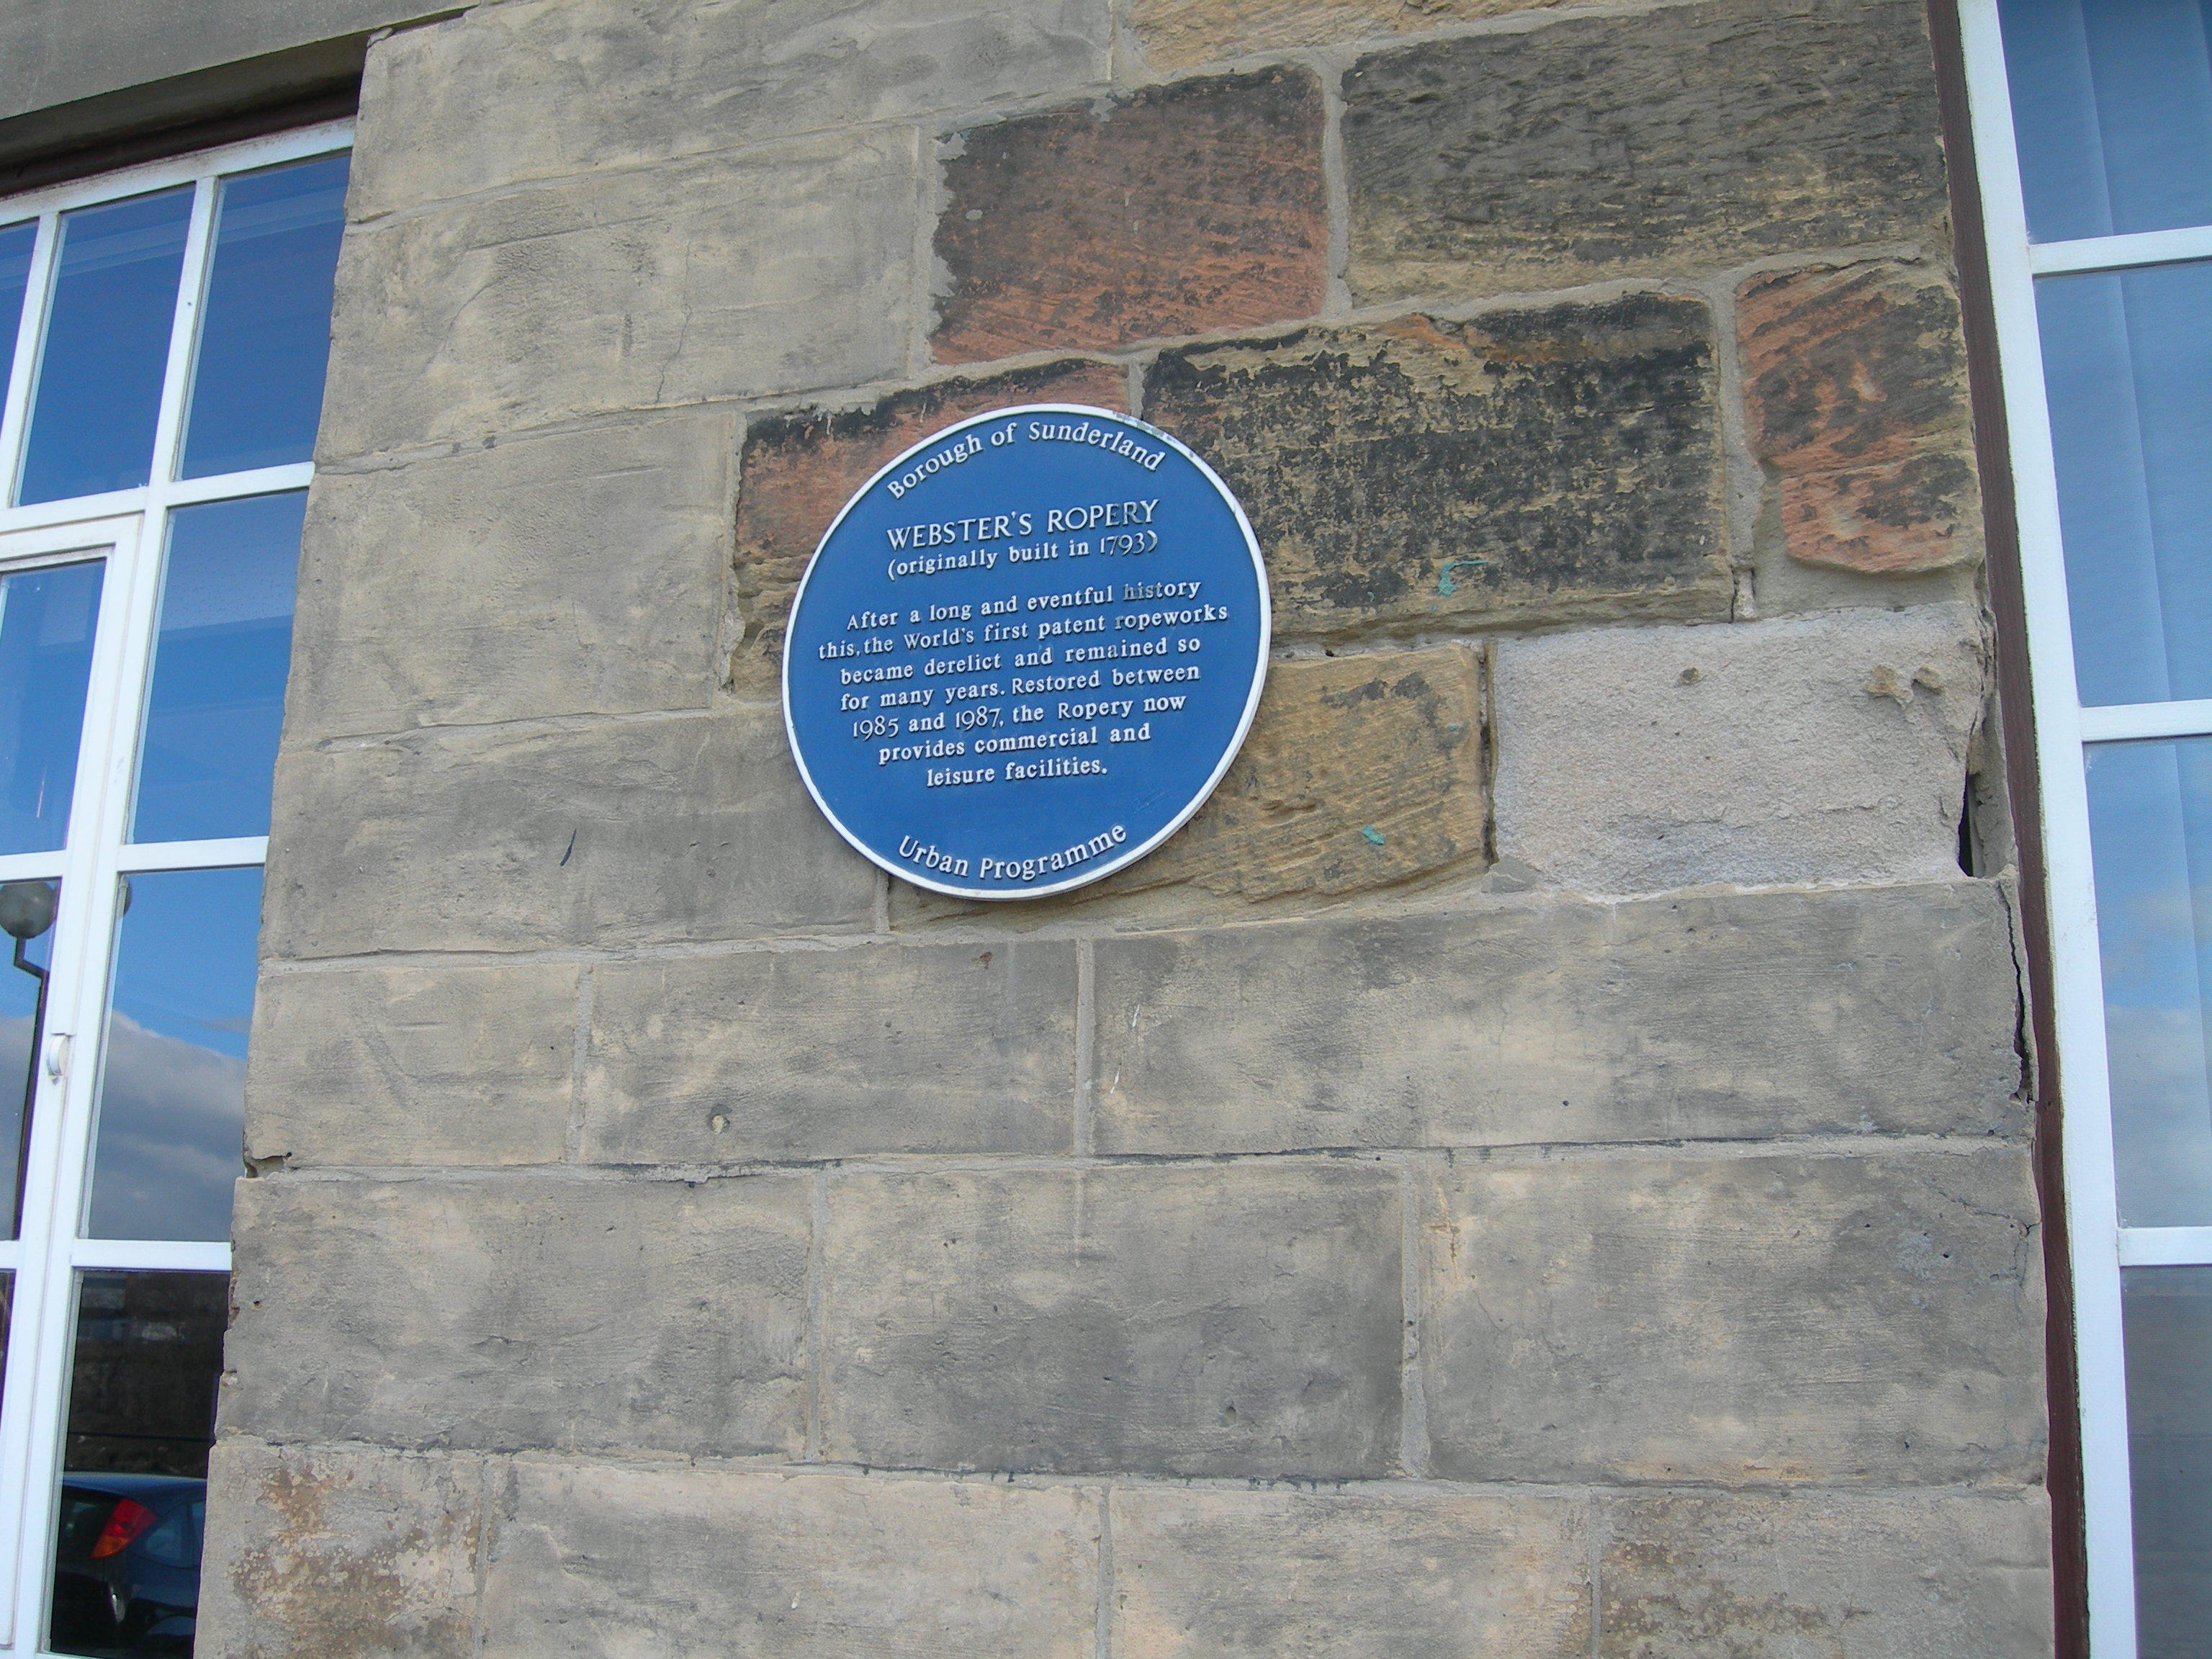 Borough of Sunderland
WEBSTER'S ROPERY
(originally built in 1793)
After a long and eventful history
this, the World's first patent ropeworks
became derelict and remained so
for many years. Restored between
1985 and 1987, the Ropery now
provides commercial and
leisure facilities.
Urban Programme